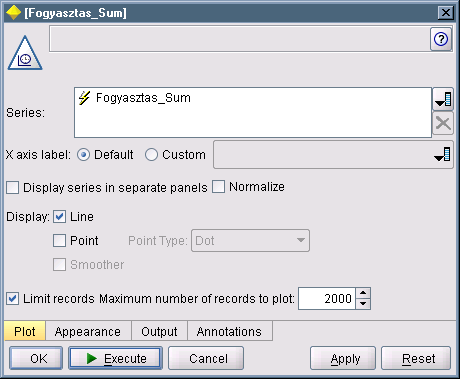 [Fogyasztas_Sum]
?
Series:
Fogyasztas_Sum
X axis label: Default Custom
Display series in separate panels Normalize
Display: Line
Point Point Type: Dot
Smoother
Limit records Maximum number of records to plot: 2000
Plot Appearance Output Annotations
OK Execute Cancel Apply Reset